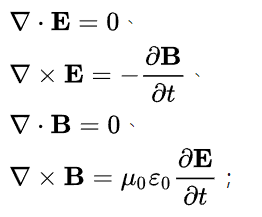 ∇ · E = 0、
∇ × E = −∂B/∂t、
∇ · B = 0、
∇ × B = μ₀ε₀ ∂E/∂t ；